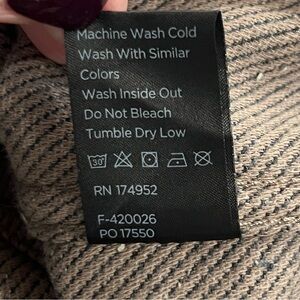 Machine Wash Cold
Wash With Similar
Colors
Wash Inside Out
Do Not Bleach
Tumble Dry Low
30
RN 174952
F-420026
PO 17550